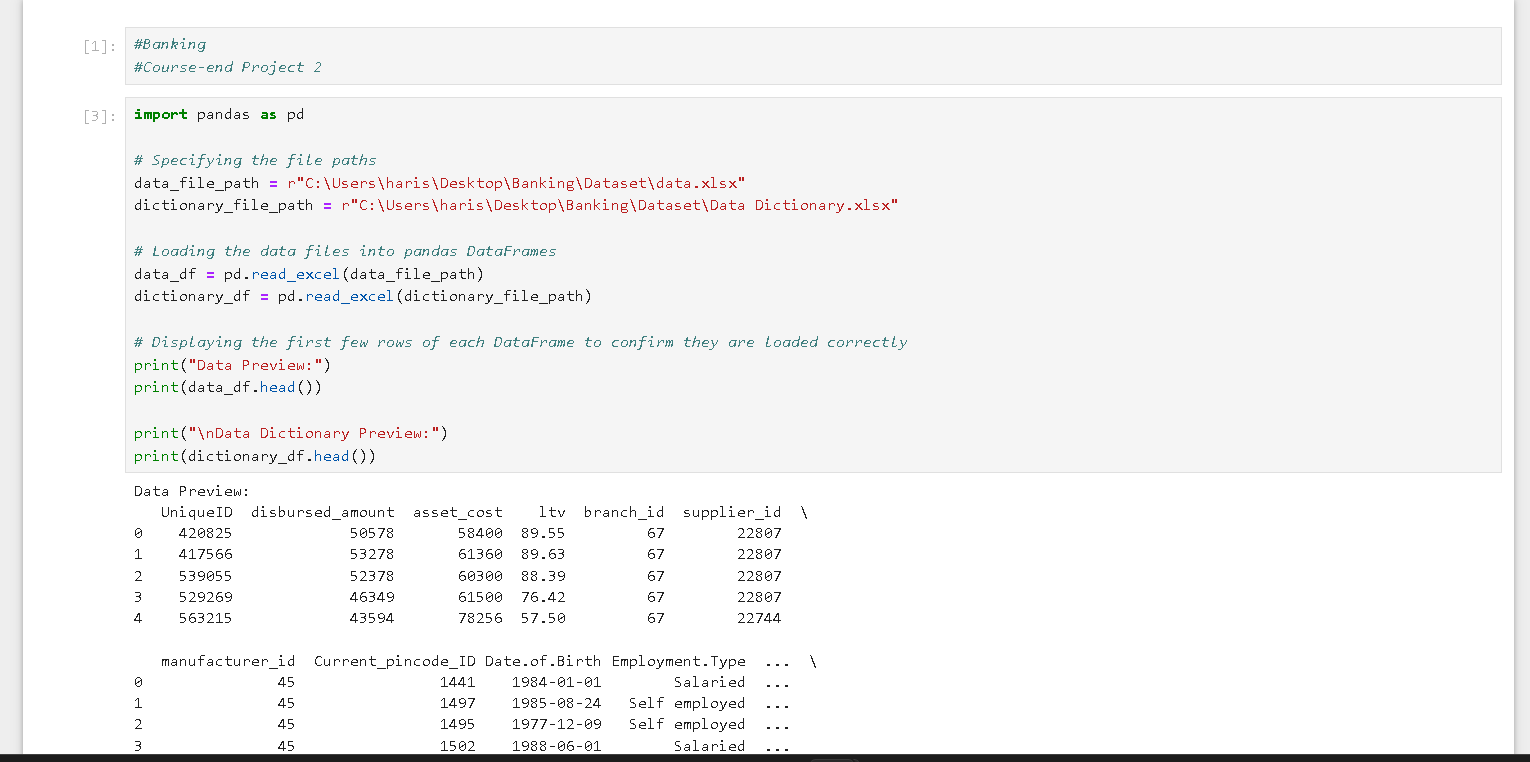 [1]: #Banking
#Course-end Project 2
[3]: import pandas as pd
# Specifying the file paths
data_file_path = r"C:\Users\haris\Desktop\Banking\Dataset\data.xlsx"
dictionary_file_path = r"C:\Users\haris\Desktop\Banking\Dataset\Data Dictionary.xlsx"
# Loading the data files into pandas DataFrames
data_df = pd.read_excel(data_file_path)
dictionary_df = pd.read_excel(dictionary_file_path)
# Displaying the first few rows of each DataFrame to confirm they are loaded correctly
print("Data Preview:")
print(data_df.head())
print("\nData Dictionary Preview:")
print(dictionary_df.head())
Data Preview:
UniqueID disbursed_amount asset_cost ltv branch_id supplier_id \
0 420825 50578 58400 89.55 67 22807
1 417566 53278 61360 89.63 67 22807
2 539055 52378 60300 88.39 67 22807
3 529269 46349 61500 76.42 67 22807
4 563215 43594 78256 57.50 67 22744
manufacturer_id Current_pincode_ID Date.of.Birth Employment.Type ... \
0 45 1441 1984-01-01 Salaried ...
1 45 1497 1985-08-24 Self employed ...
2 45 1495 1977-12-09 Self employed ...
3 45 1502 1988-06-01 Salaried ...